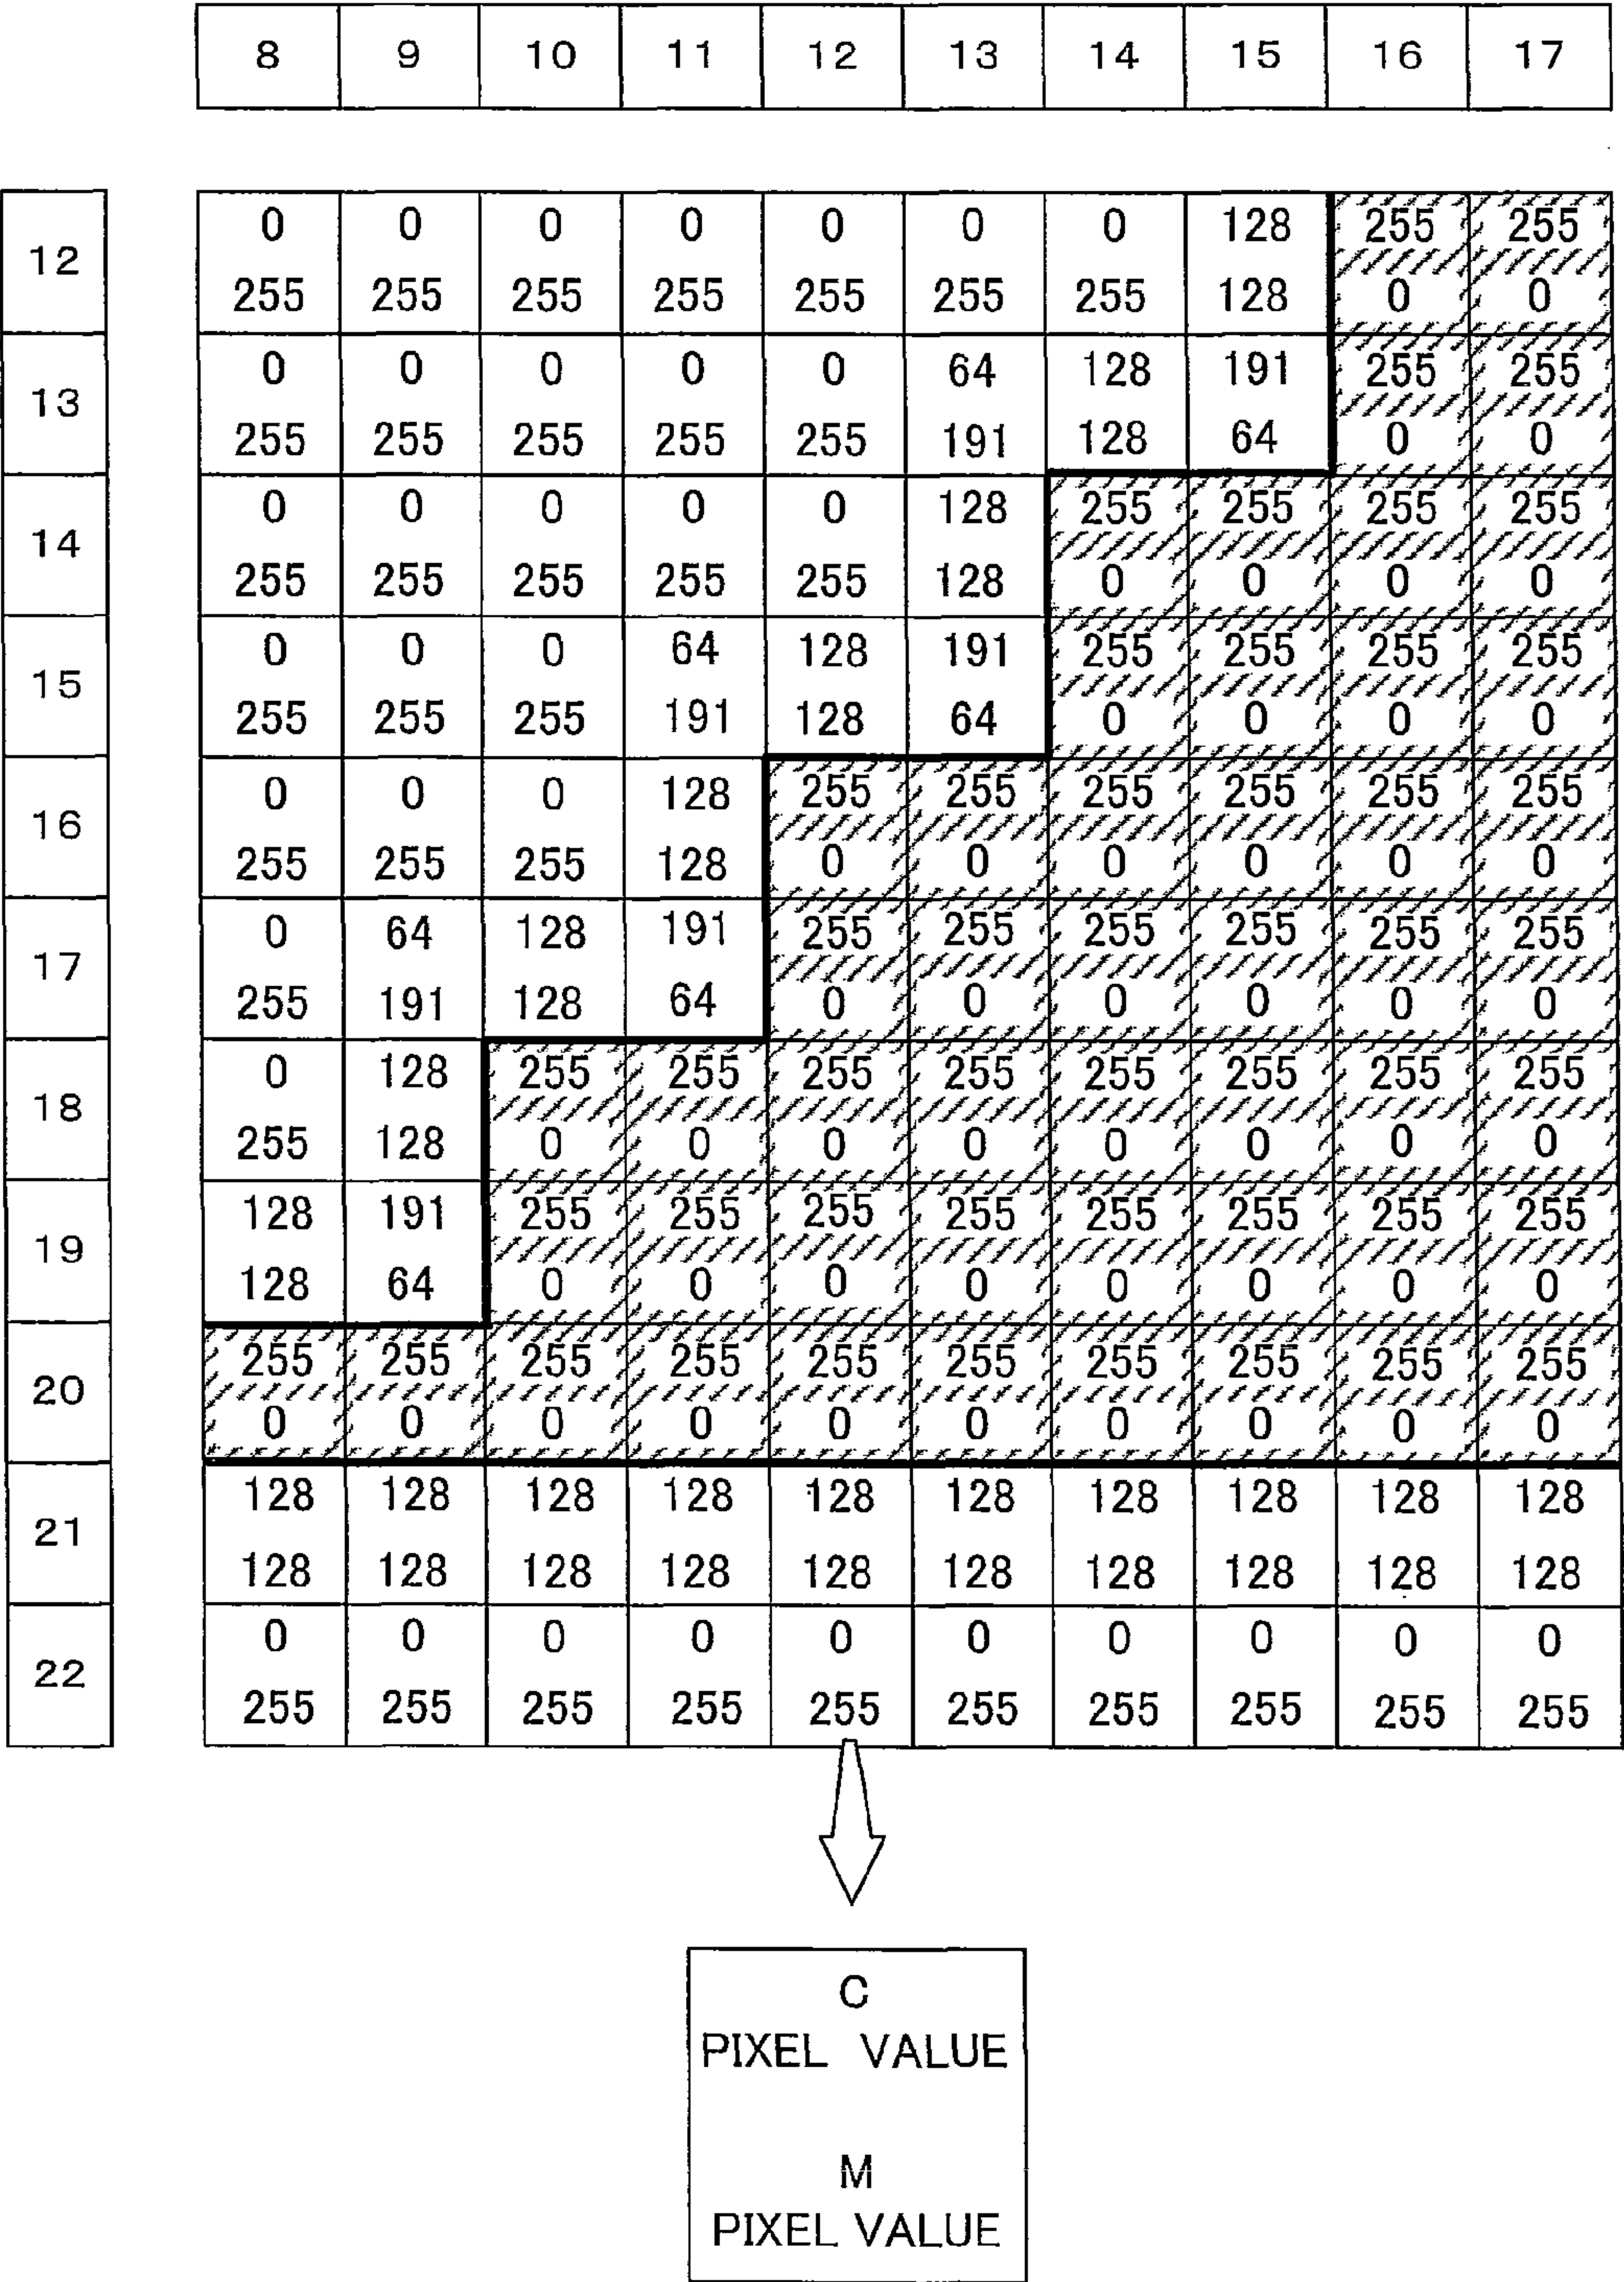 8 9 10 11 12 13 14 15 16 17
12 0 0 0 0 0 0 0 128 255 255
255 255 255 255 255 255 255 128 0 0
13 0 0 0 0 0 64 128 191 255 255
255 255 255 255 255 191 128 64 0 0
14 0 0 0 0 0 128 255 255 255 255
255 255 255 255 255 128 0 0 0 0
15 0 0 0 64 128 191 255 255 255 255
255 255 255 191 128 64 0 0 0 0
16 0 0 0 128 255 255 255 255 255 255
255 255 255 128 0 0 0 0 0 0
17 0 64 128 191 255 255 255 255 255 255
255 191 128 64 0 0 0 0 0 0
18 0 128 255 255 255 255 255 255 255 255
255 128 0 0 0 0 0 0 0 0
19 128 191 255 255 255 255 255 255 255 255
128 64 0 0 0 0 0 0 0 0
20 255 255 255 255 255 255 255 255 255 255
0 0 0 0 0 0 0 0 0 0
21 128 128 128 128 128 128 128 128 128 128
128 128 128 128 128 128 128 128 128 128
22 0 0 0 0 0 0 0 0 0 0
255 255 255 255 255 255 255 255 255 255
C
PIXEL VALUE
M
PIXEL VALUE